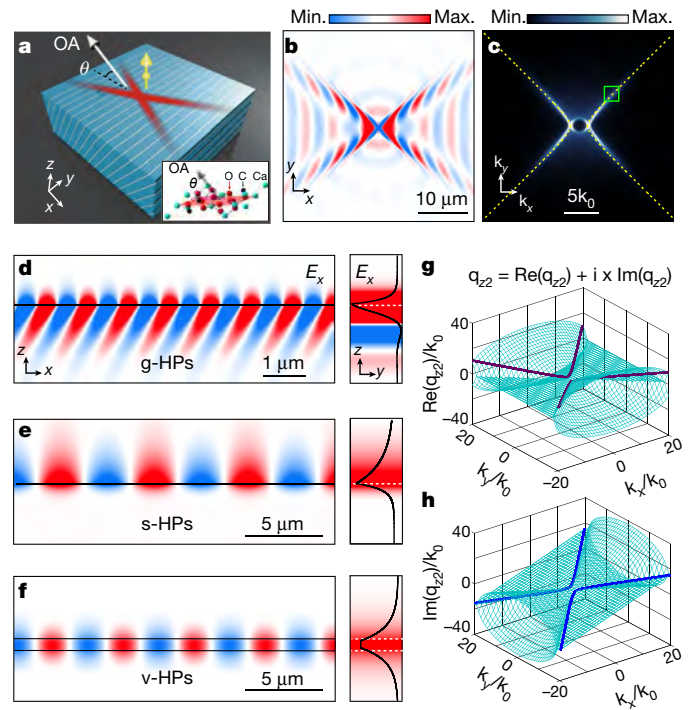 Min. Max. Min. Max.
a
OA
θ
z
y
x
OA
θ
O C Ca
b
y
x
10 μm
c
k_y
k_x
5k_0
d
E_x
z
x
g-HPs
1 μm
E_x
z
y
e
s-HPs
5 μm
f
v-HPs
5 μm
g
q_z2 = Re(q_z2) + i x Im(q_z2)
Re(q_z2)/k_0
40
0
−40
20
0
−20
0
20
k_y/k_0
k_x/k_0
h
Im(q_z2)/k_0
40
0
−40
20
0
−20
0
20
k_y/k_0
k_x/k_0